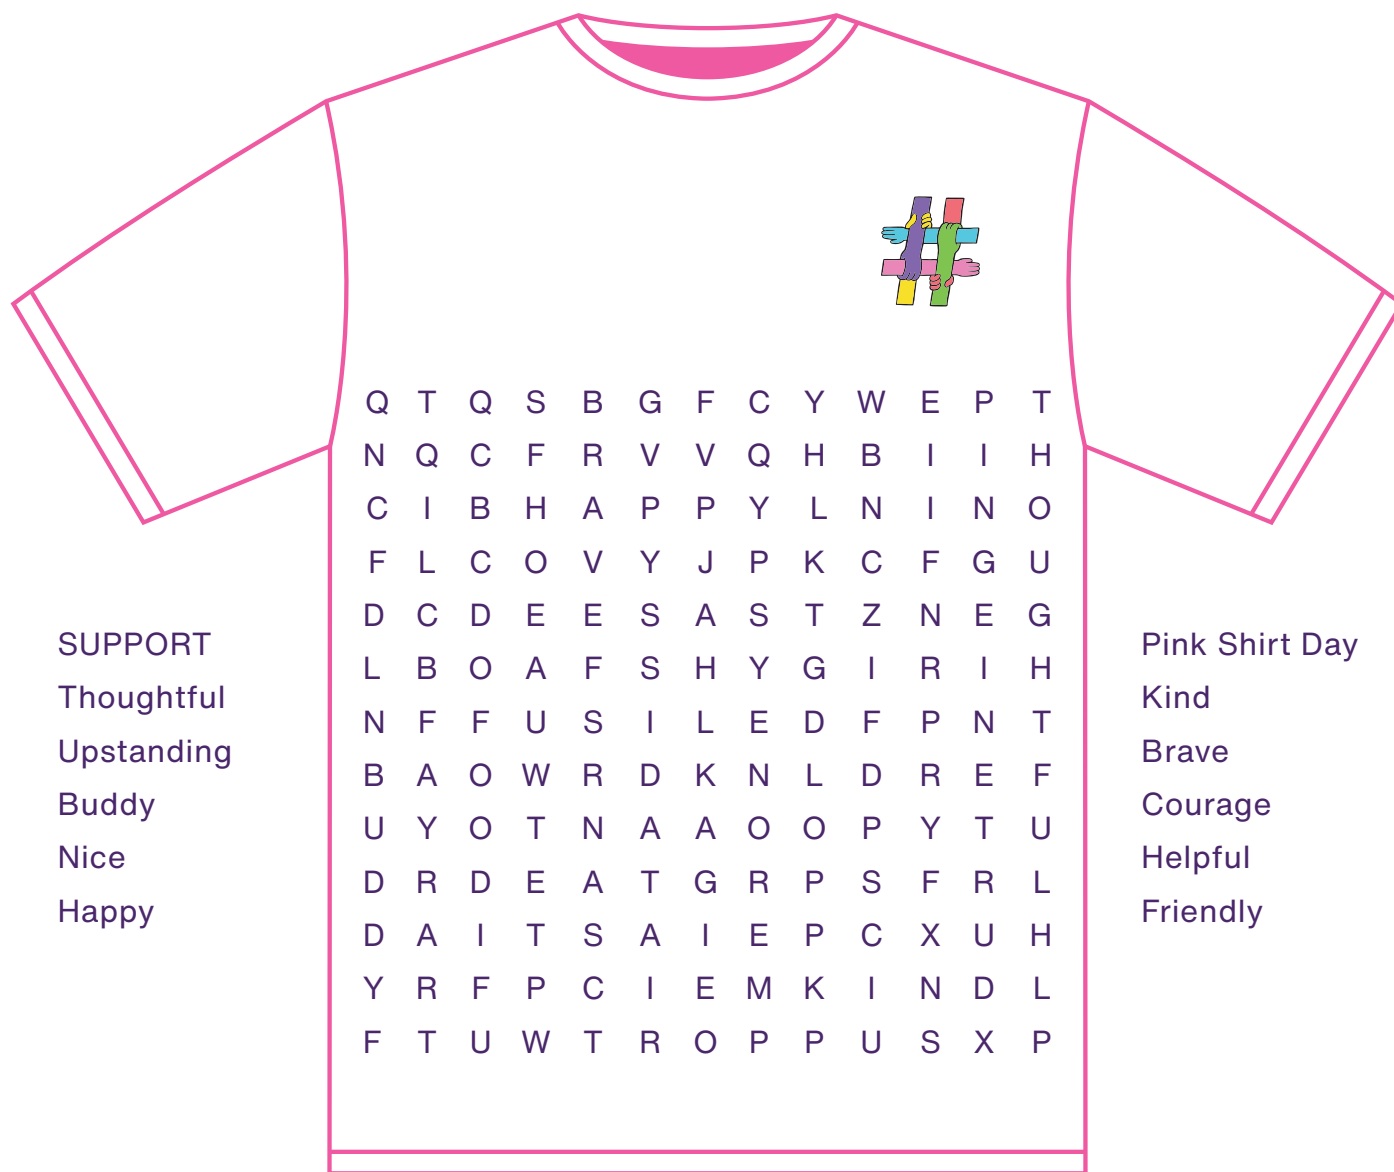 Q T Q S B G F C Y W E P T
N Q C F R V V Q H B I I H
C I B H A P P Y L N I N O
F L C O V Y J P K C F G U
D C D E E S A S T Z N E G
L B O A F S H Y G I R I H
N F F U S I L E D F P N T
B A O W R D K N L D R E F
U Y O T N A A O O P Y T U
D R D E A T G R P S F R L
D A I T S A I E P C X U H
Y R F P C I E M K I N D L
F T U W T R O P P U S X P
SUPPORT
Thoughtful
Upstanding
Buddy
Nice
Happy
Pink Shirt Day
Kind
Brave
Courage
Helpful
Friendly